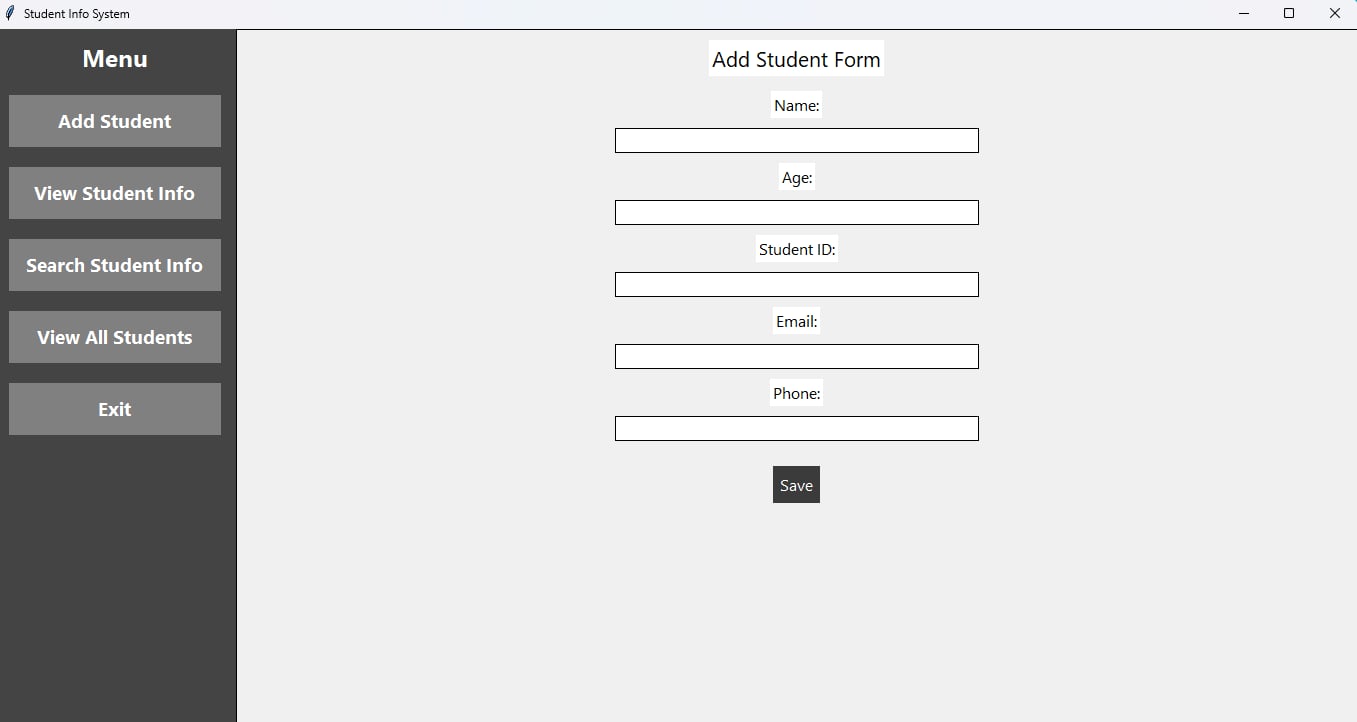 Student Info System
Menu
Add Student
View Student Info
Search Student Info
View All Students
Exit
Add Student Form
Name:
Age:
Student ID:
Email:
Phone:
Save